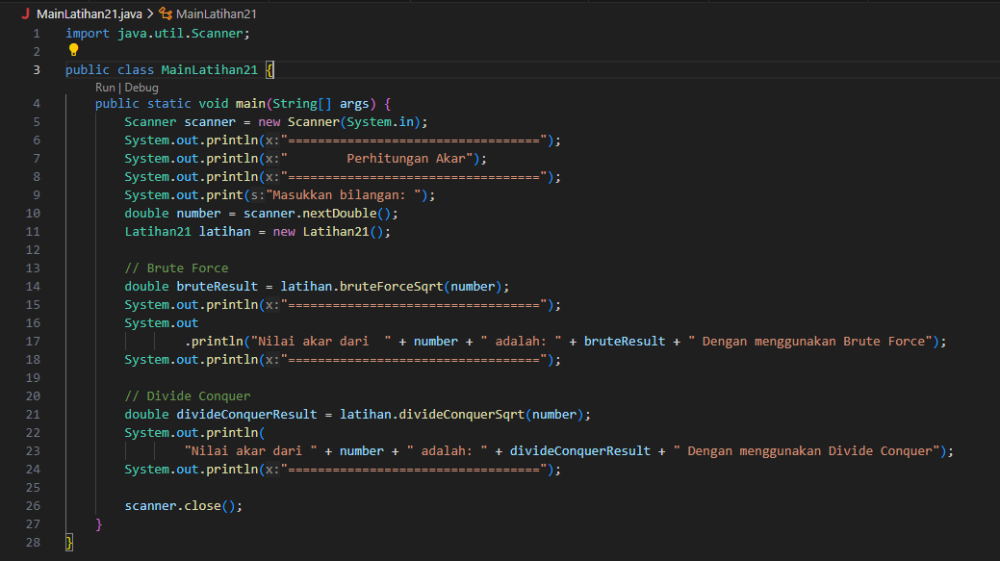 MainLatihan21.java > MainLatihan21
1 import java.util.Scanner;
2
3 public class MainLatihan21 {
Run | Debug
4 public static void main(String[] args) {
5 Scanner scanner = new Scanner(System.in);
6 System.out.println(x:"==================================");
7 System.out.println(x:"        Perhitungan Akar");
8 System.out.println(x:"==================================");
9 System.out.print(s:"Masukkan bilangan: ");
10 double number = scanner.nextDouble();
11 Latihan21 latihan = new Latihan21();
12
13 // Brute Force
14 double bruteResult = latihan.bruteForceSqrt(number);
15 System.out.println(x:"==================================");
16 System.out
17 .println("Nilai akar dari  " + number + " adalah: " + bruteResult + " Dengan menggunakan Brute Force");
18 System.out.println(x:"==================================");
19
20 // Divide Conquer
21 double divideConquerResult = latihan.divideConquerSqrt(number);
22 System.out.println(
23 "Nilai akar dari " + number + " adalah: " + divideConquerResult + " Dengan menggunakan Divide Conquer");
24 System.out.println(x:"==================================");
25
26 scanner.close();
27 }
28 }